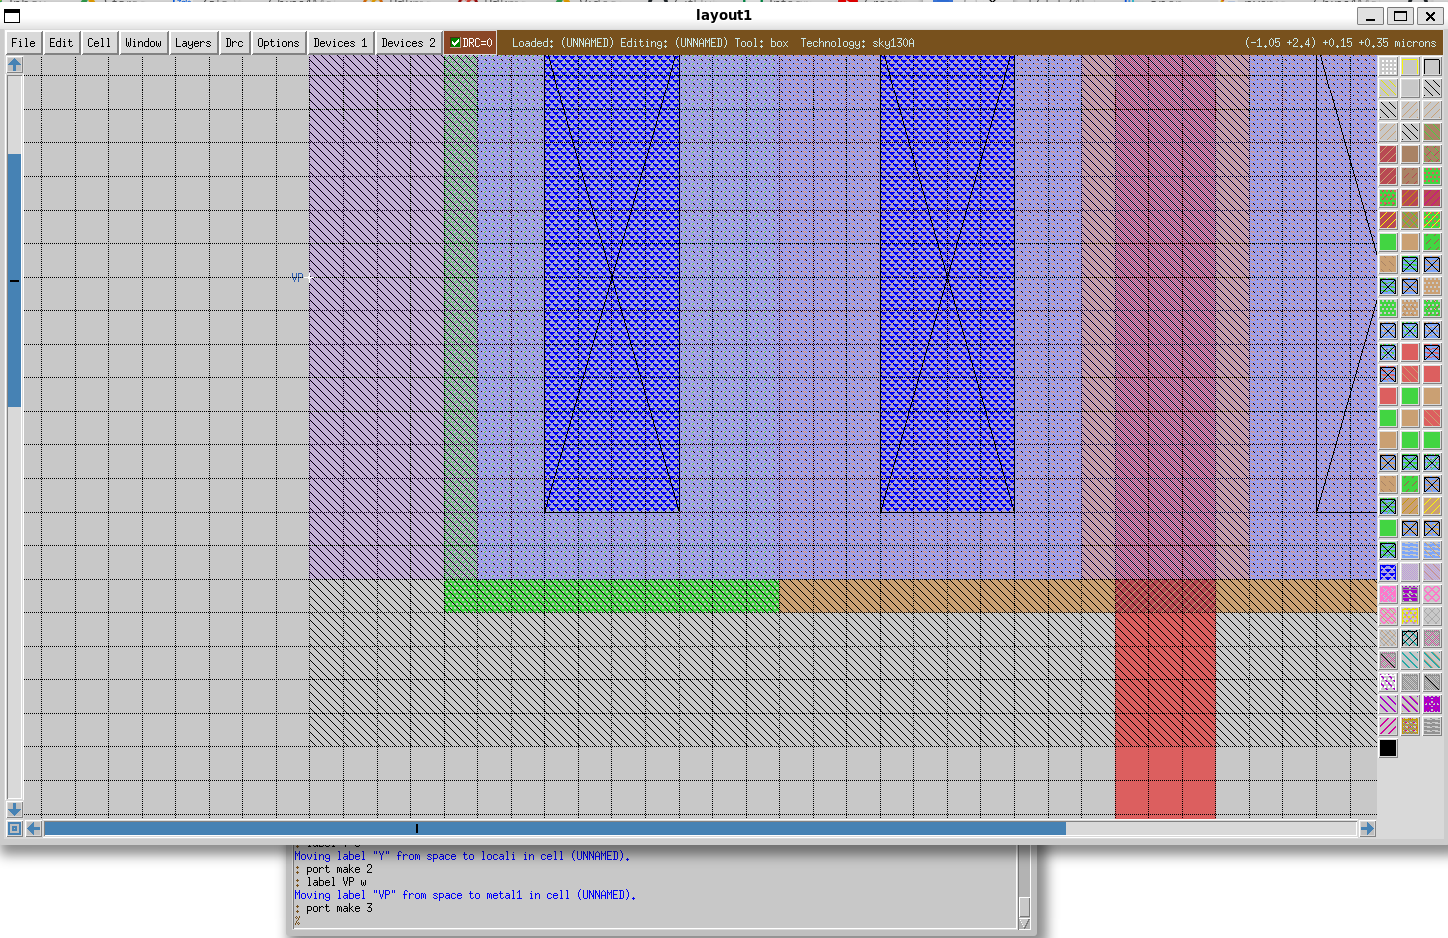 layout1
File Edit Cell Window Layers Drc Options Devices 1 Devices 2 DRC=0 Loaded: (UNNAMED) Editing: (UNNAMED) Tool: box Technology: sky130A (-1.05 +2.4) +0.15 +0.35 microns
VP
Moving label "Y" from space to locali in cell (UNNAMED).
: port make 2
: label VP w
Moving label "VP" from space to metal1 in cell (UNNAMED).
: port make 3
%